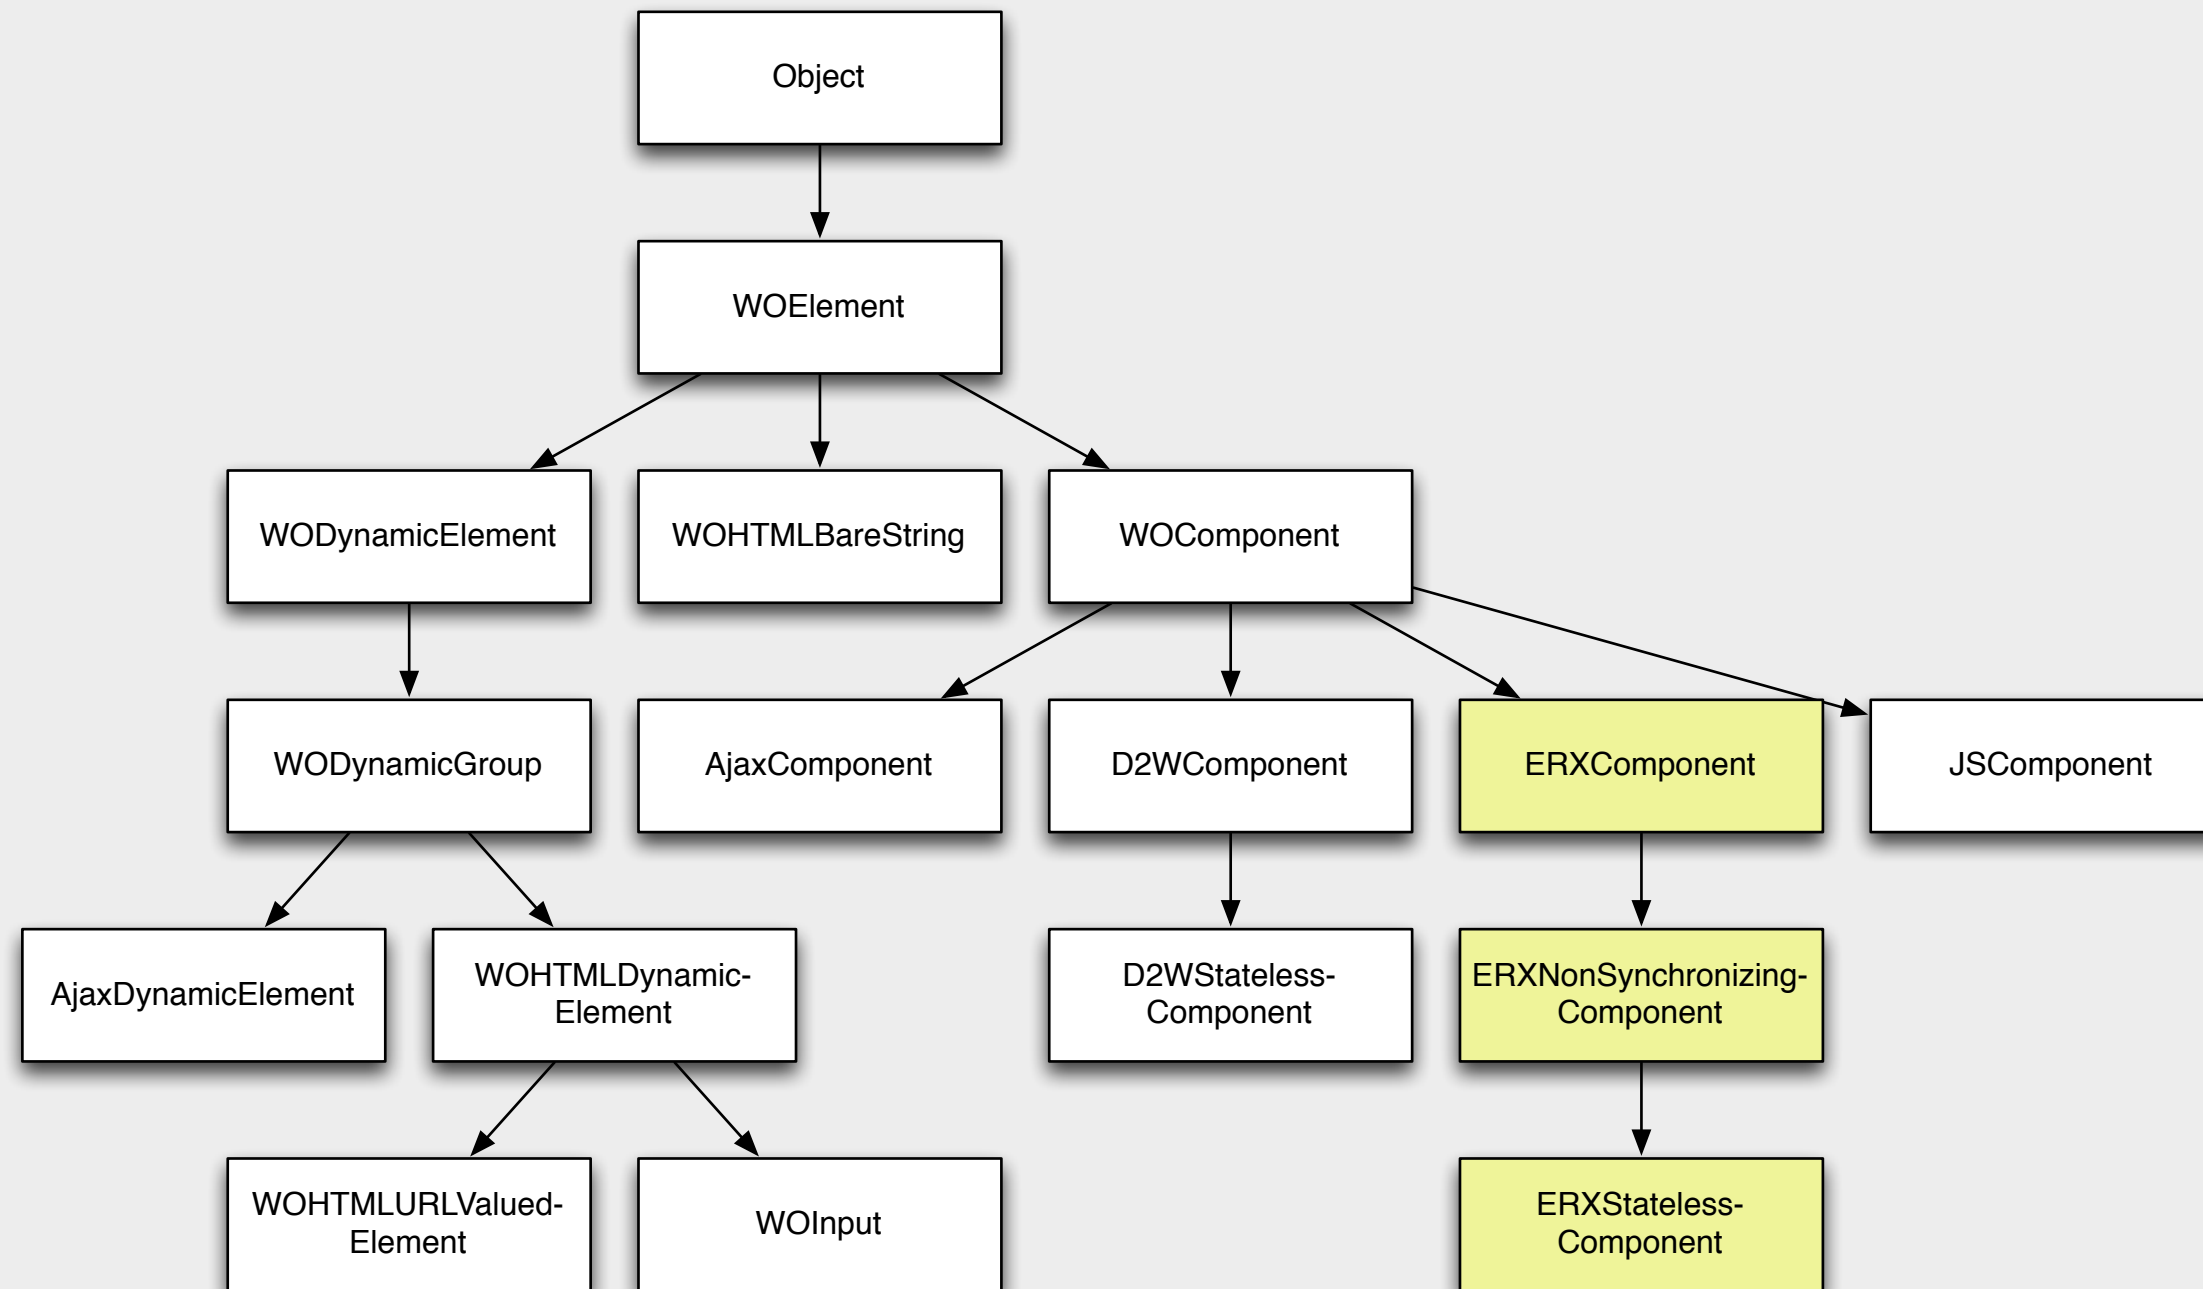 Object
WOElement
WODynamicElement
WOHTMLBareString
WOComponent
WODynamicGroup
AjaxComponent
D2WComponent
ERXComponent
JSComponent
AjaxDynamicElement
WOHTMLDynamic-
Element
D2WStateless-
Component
ERXNonSynchronizing-
Component
WOHTMLURLValued-
Element
WOInput
ERXStateless-
Component